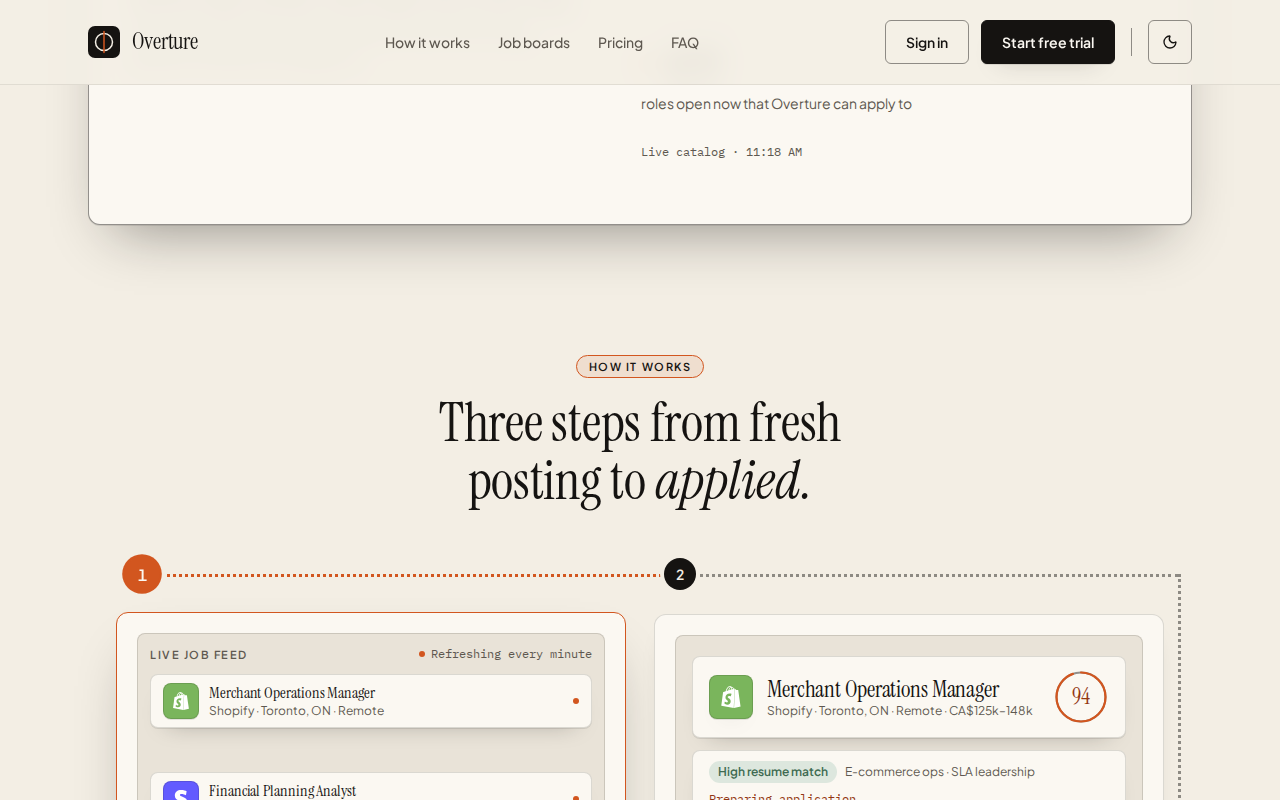 Overture
How it works
Job boards
Pricing
FAQ
Sign in
Start free trial
roles open now that Overture can apply to
Live catalog · 11:18 AM
HOW IT WORKS
Three steps from fresh
posting to applied.
1
2
LIVE JOB FEED
Refreshing every minute
Merchant Operations Manager
Shopify · Toronto, ON · Remote
Financial Planning Analyst
Merchant Operations Manager
Shopify · Toronto, ON · Remote · CA$125k–148k
94
High resume match
E-commerce ops · SLA leadership
Preparing application